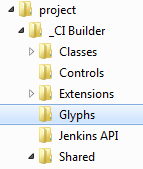 project
_CI Builder
Classes
Controls
Extensions
Glyphs
Jenkins API
Shared